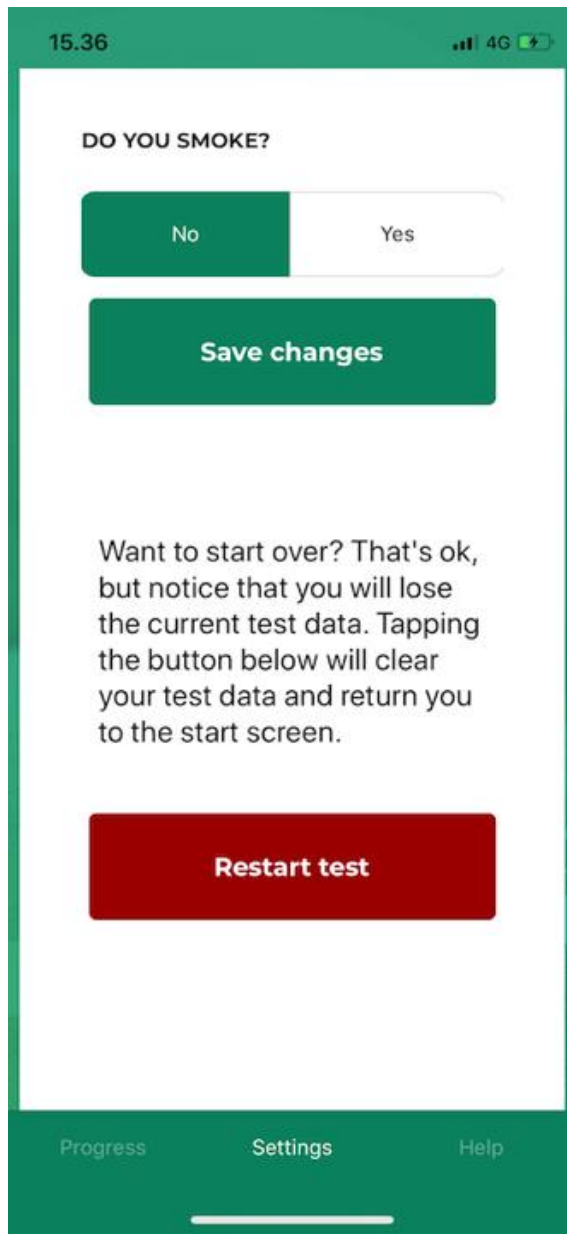 15.36 4G
DO YOU SMOKE?
No Yes
Save changes
Want to start over? That's ok,
but notice that you will lose
the current test data. Tapping
the button below will clear
your test data and return you
to the start screen.
Restart test
Progress Settings Help